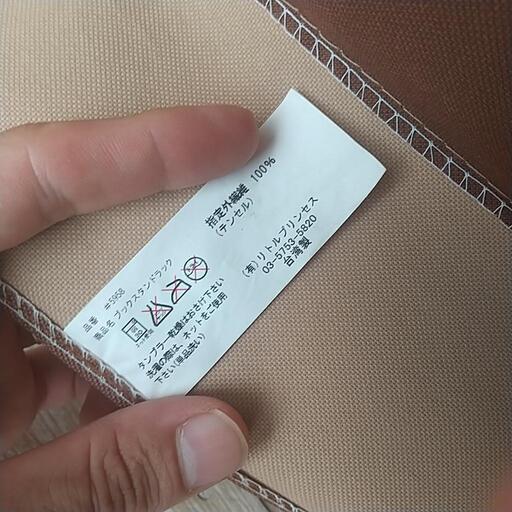 品番 #5958
商品名 ブックスタンドラック
タンブラー乾燥はおさけ下さい
洗濯の際は、ネットをご使用
下さい(単品洗い)
指定外繊維 100%
(テンセル)
(有)リトルプリンセス
03-5753-5820
台湾製